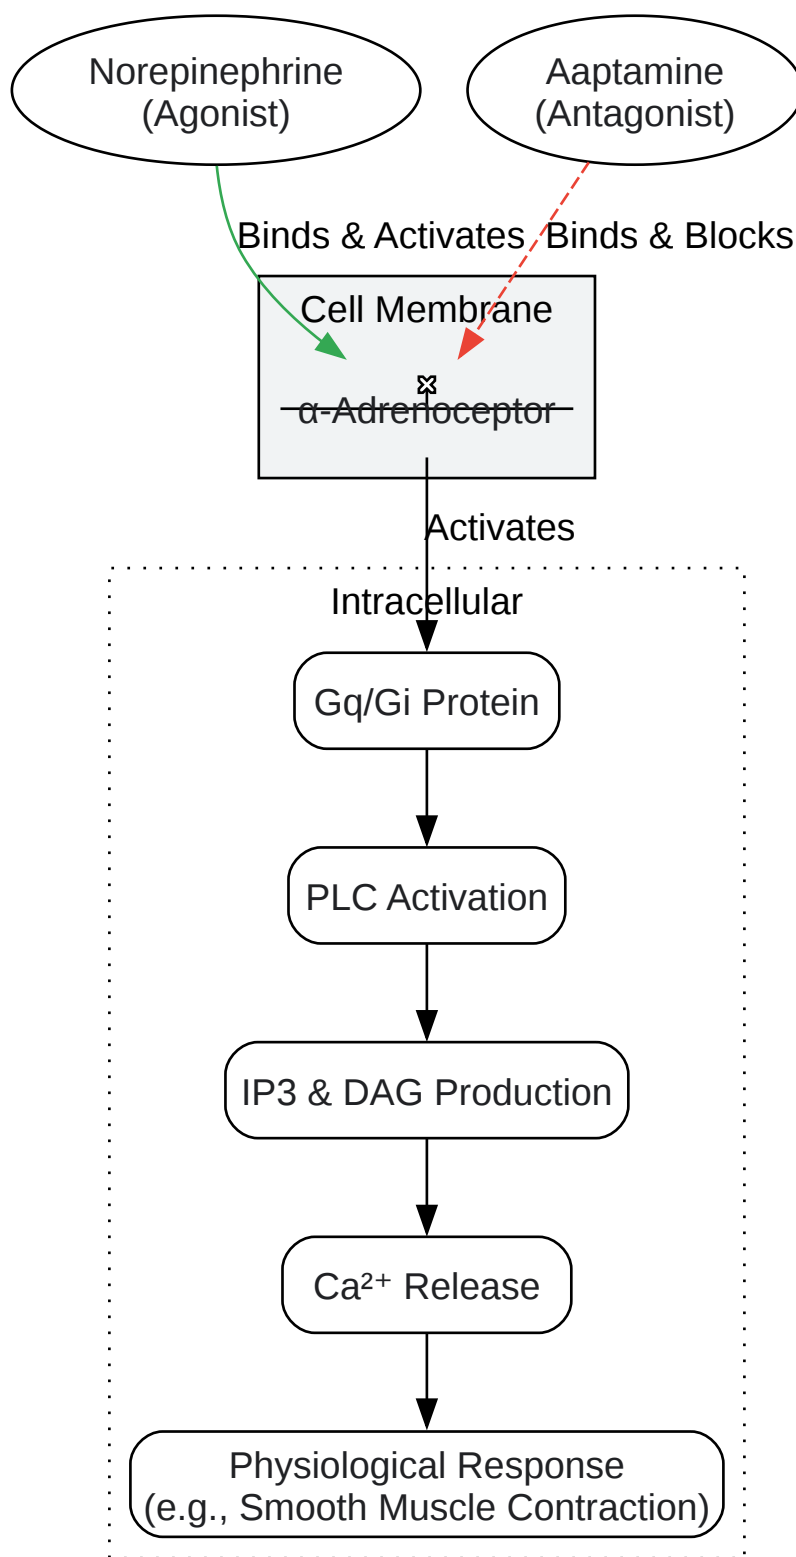 Norepinephrine
(Agonist)
Aaptamine
(Antagonist)
Binds & Activates
Binds & Blocks
Cell Membrane
α-Adrenoceptor
Activates
Intracellular
Gq/Gi Protein
PLC Activation
IP3 & DAG Production
Ca²⁺ Release
Physiological Response
(e.g., Smooth Muscle Contraction)